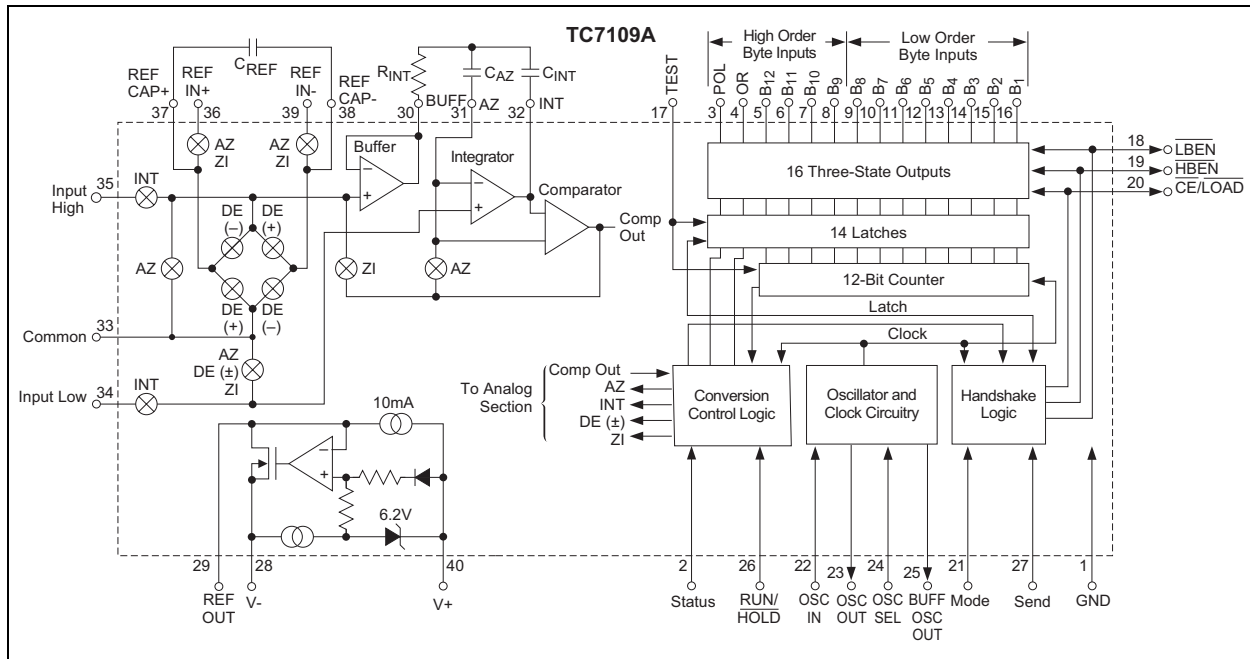 TC7109A
High Order
Byte Inputs
Low Order
Byte Inputs
CREF
RINT
CAZ
CINT
REF
CAP+
REF
IN+
REF
IN-
REF
CAP-
BUFF
AZ
INT
TEST
POL
OR
B12
B11
B10
B9
B8
B7
B6
B5
B4
B3
B2
B1
37
36
39
38
30
31
32
17
3
4
5
6
7
8
9
10
11
12
13
14
15
16
AZ
ZI
AZ
ZI
Buffer
–
+
Integrator
–
+
Comparator
Comp
Out
16 Three-State Outputs
18
LBEN
19
HBEN
20
CE/LOAD
Input
High
35
INT
DE
(–)
DE
(+)
AZ
ZI
AZ
14 Latches
DE
(+)
DE
(–)
12-Bit Counter
Latch
Clock
Common
33
AZ
DE (±)
ZI
Input Low
34
INT
To Analog
Section
Comp Out
AZ
INT
DE (±)
ZI
Conversion
Control Logic
Oscillator and
Clock Circuitry
Handshake
Logic
10mA
–
+
6.2V
29
28
40
2
26
22
23
24
25
21
27
1
REF
OUT
V-
V+
Status
RUN/
HOLD
OSC
IN
OSC
OUT
OSC
SEL
BUFF
OSC
OUT
Mode
Send
GND